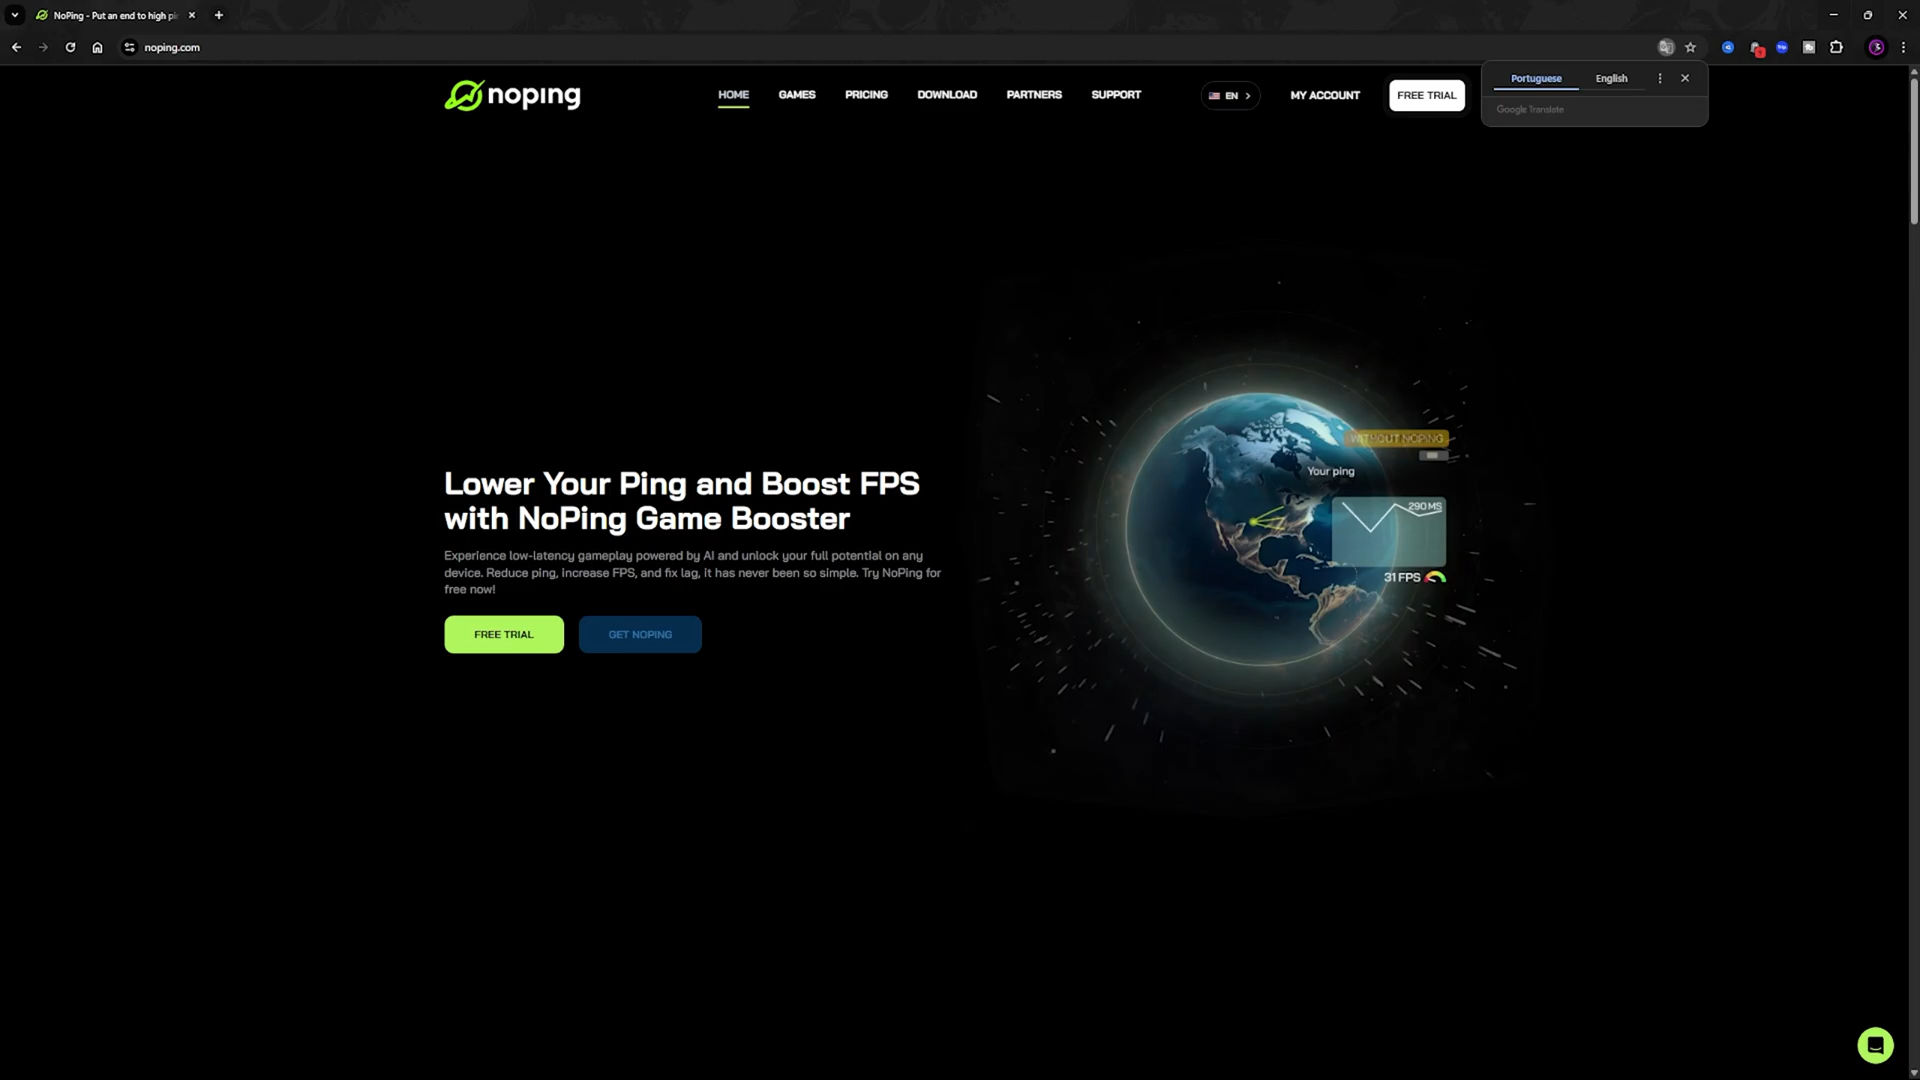 NoPing - Put an end to high pi
noping.com
Portuguese
English
Google Translate
noping
HOME
GAMES
PRICING
DOWNLOAD
PARTNERS
SUPPORT
EN
MY ACCOUNT
FREE TRIAL
Lower Your Ping and Boost FPS
with NoPing Game Booster
Experience low-latency gameplay powered by AI and unlock your full potential on any
device. Reduce ping, increase FPS, and fix lag, it has never been so simple. Try NoPing for
free now!
FREE TRIAL
GET NOPING
WITHOUT NOPING
Your ping
290 MS
31 FPS